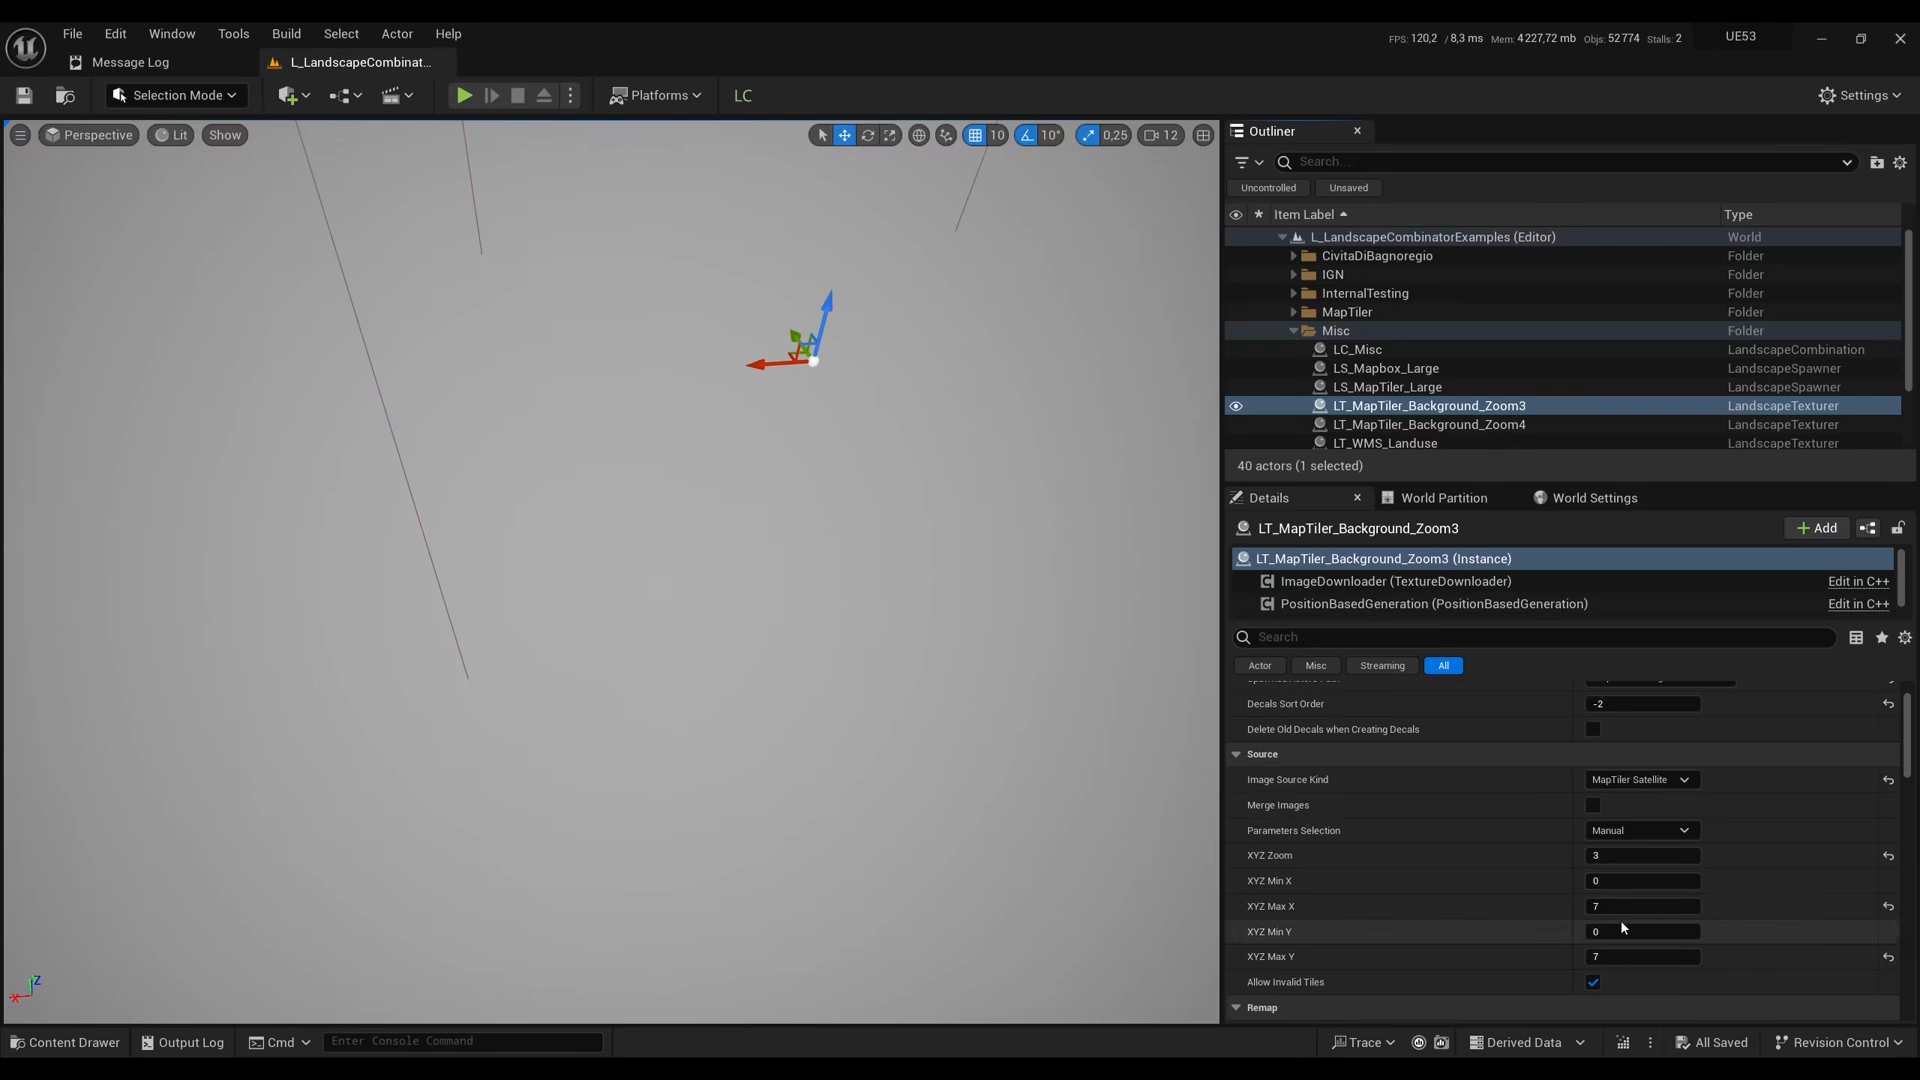 File Edit Window Tools Build Select Actor Help
FPS: 120,2 / 8,3 ms Mem: 4 227,72 mb Objs: 52 774 Stalls: 2 UE53
Message Log L_LandscapeCombinat...
Selection Mode Platforms LC Settings
Perspective Lit Show 10 10° 0,25 12
Outliner
Search...
Uncontrolled Unsaved
Item Label Type
L_LandscapeCombinatorExamples (Editor) World
CivitaDiBagnoregio Folder
IGN Folder
InternalTesting Folder
MapTiler Folder
Misc Folder
LC_Misc LandscapeCombination
LS_Mapbox_Large LandscapeSpawner
LS_MapTiler_Large LandscapeSpawner
LT_MapTiler_Background_Zoom3 LandscapeTexturer
LT_MapTiler_Background_Zoom4 LandscapeTexturer
LT_WMS_Landuse LandscapeTexturer
40 actors (1 selected)
Details World Partition World Settings
LT_MapTiler_Background_Zoom3 Add
LT_MapTiler_Background_Zoom3 (Instance)
ImageDownloader (TextureDownloader) Edit in C++
PositionBasedGeneration (PositionBasedGeneration) Edit in C++
Search
Actor Misc Streaming All
Decals Sort Order -2
Delete Old Decals when Creating Decals
Source
Image Source Kind MapTiler Satellite
Merge Images
Parameters Selection Manual
XYZ Zoom 3
XYZ Min X 0
XYZ Max X 7
XYZ Min Y 0
XYZ Max Y 7
Allow Invalid Tiles
Remap
Z
X
Content Drawer Output Log Cmd Enter Console Command Trace Derived Data All Saved Revision Control